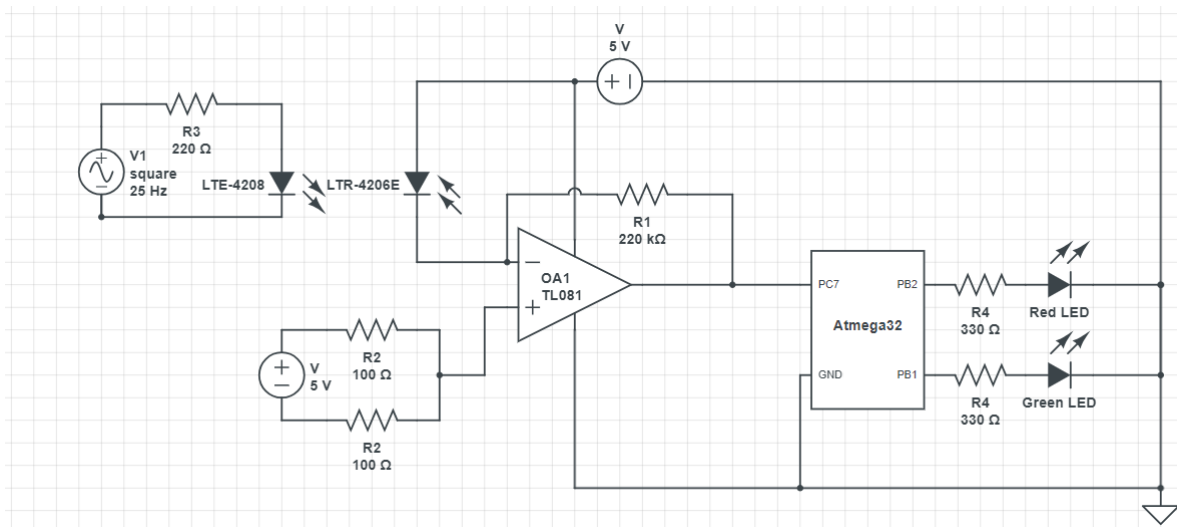 V
5 V
+
R3
220 Ω
V1
square
25 Hz
+
−
LTE-4208
LTR-4206E
R1
220 kΩ
−
OA1
TL081
+
PC7
PB2
Atmega32
GND
PB1
R4
330 Ω
Red LED
R4
330 Ω
Green LED
R2
100 Ω
+
−
V
5 V
R2
100 Ω